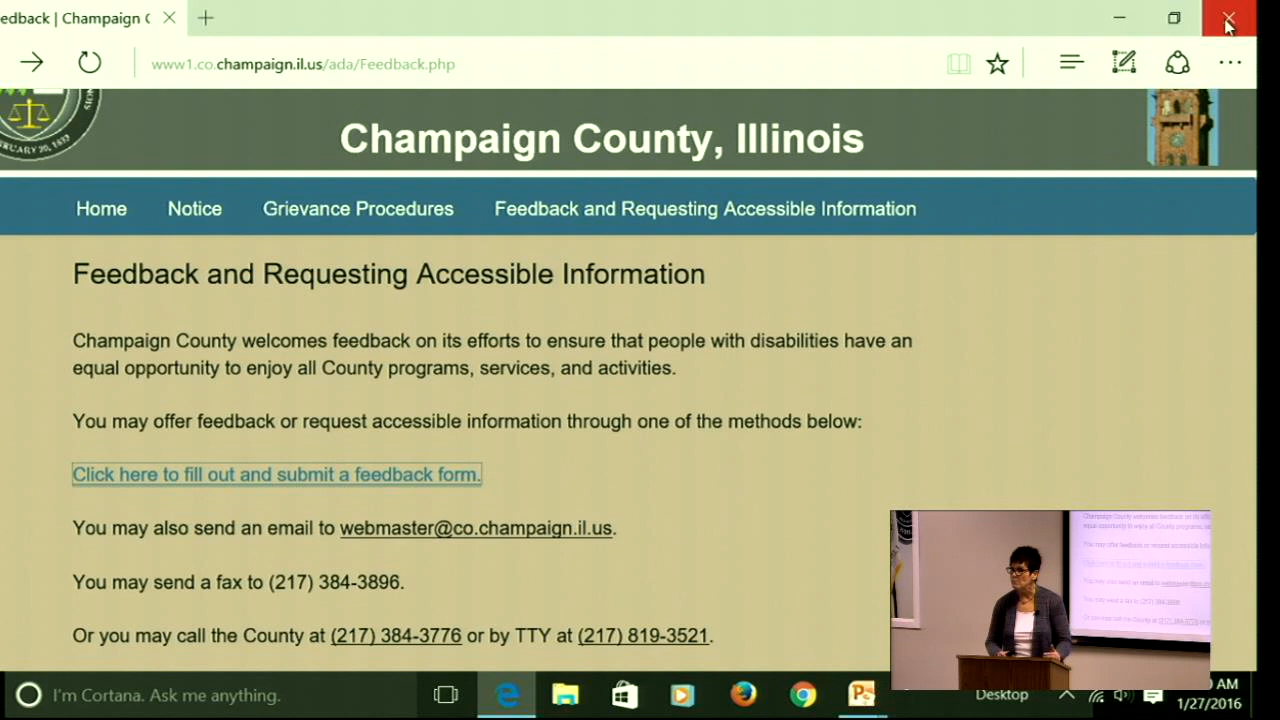 edback | Champaign C
www1.co.champaign.il.us/ada/Feedback.php
Champaign County, Illinois
Home Notice Grievance Procedures Feedback and Requesting Accessible Information
Feedback and Requesting Accessible Information
Champaign County welcomes feedback on its efforts to ensure that people with disabilities have an
equal opportunity to enjoy all County programs, services, and activities.
You may offer feedback or request accessible information through one of the methods below:
Click here to fill out and submit a feedback form.
You may also send an email to webmaster@co.champaign.il.us.
You may send a fax to (217) 384-3896.
Or you may call the County at (217) 384-3776 or by TTY at (217) 819-3521.
I'm Cortana. Ask me anything.
Desktop
AM
1/27/2016